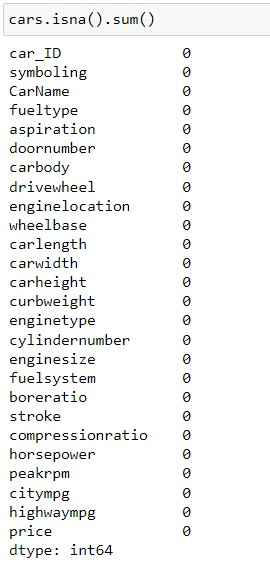 cars.isna().sum()
car_ID 0
symboling 0
CarName 0
fueltype 0
aspiration 0
doornumber 0
carbody 0
drivewheel 0
enginelocation 0
wheelbase 0
carlength 0
carwidth 0
carheight 0
curbweight 0
enginetype 0
cylindernumber 0
enginesize 0
fuelsystem 0
boreratio 0
stroke 0
compressionratio 0
horsepower 0
peakrpm 0
citympg 0
highwaympg 0
price 0
dtype: int64